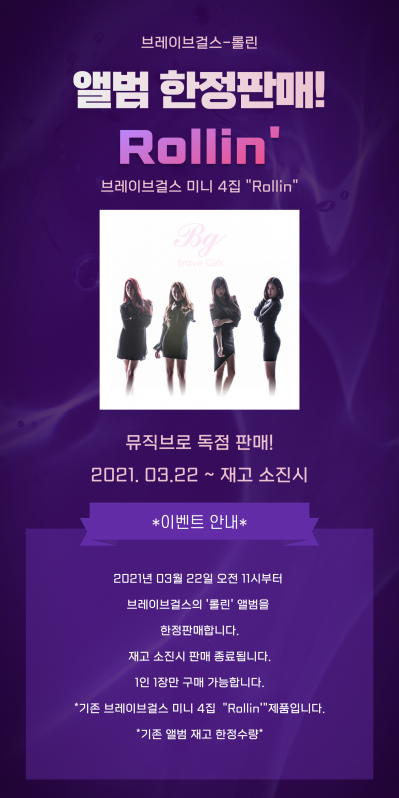 브레이브걸스-롤린
앨범 한정판매!
Rollin'
브레이브걸스 미니 4집 "Rollin"
Bg
Brave Girls
뮤직브로 독점 판매!
2021. 03.22 ~ 재고 소진시
*이벤트 안내*
2021년 03월 22일 오전 11시부터
브레이브걸스의 '롤린' 앨범을
한정판매합니다.
재고 소진시 판매 종료됩니다.
1인 1장만 구매 가능합니다.
*기존 브레이브걸스 미니 4집 "Rollin'"제품입니다.
*기존 앨범 재고 한정수량*